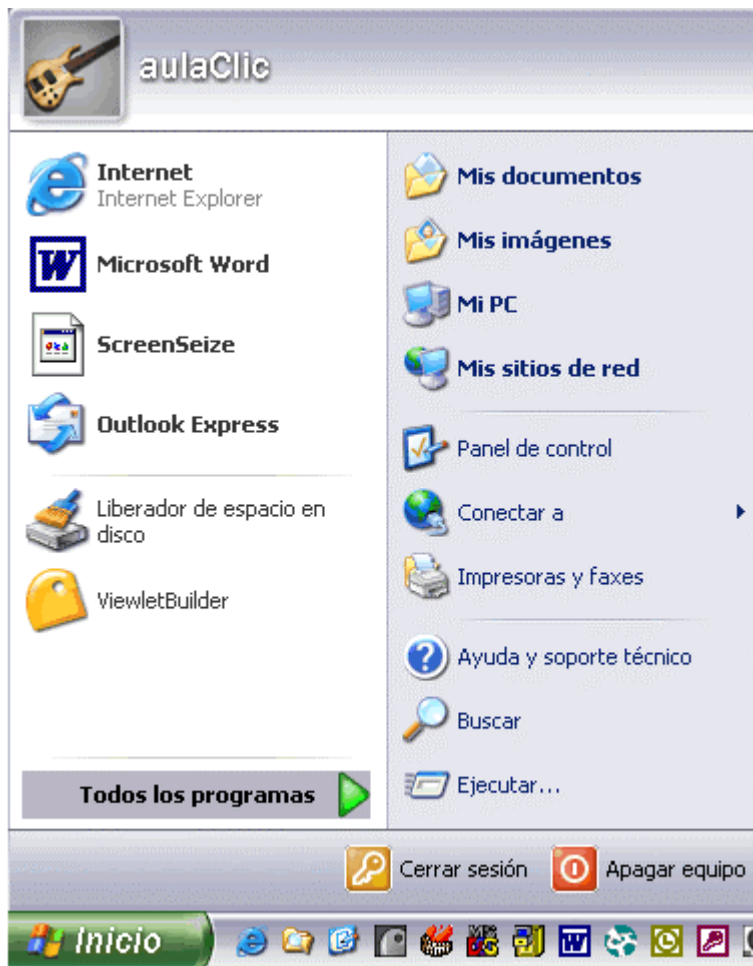 aulaClic
Internet
Internet Explorer
Microsoft Word
ScreenSeize
Outlook Express
Liberador de espacio en
disco
ViewletBuilder
Todos los programas
Mis documentos
Mis imágenes
Mi PC
Mis sitios de red
Panel de control
Conectar a
Impresoras y faxes
Ayuda y soporte técnico
Buscar
Ejecutar...
Cerrar sesión
Apagar equipo
Inicio